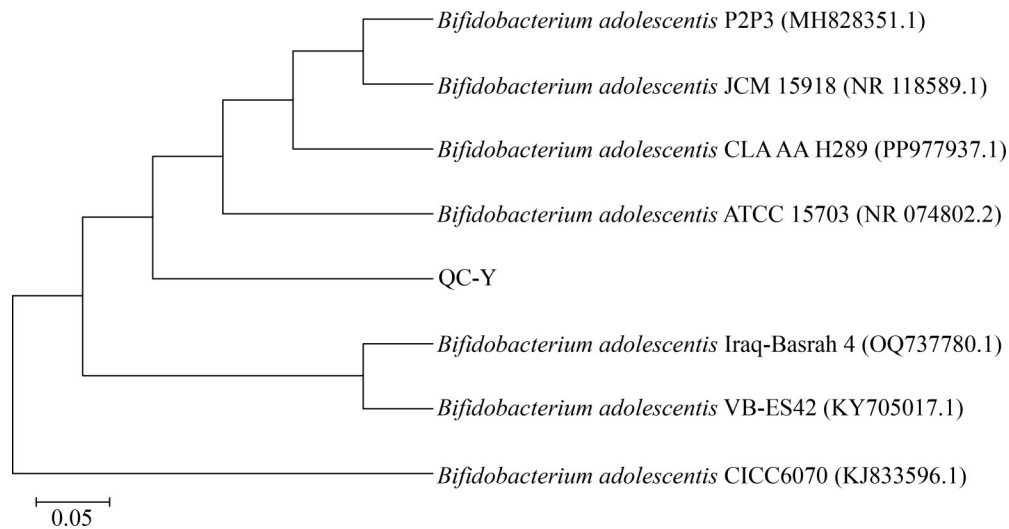 Bifidobacterium adolescentis P2P3 (MH828351.1)
Bifidobacterium adolescentis JCM 15918 (NR 118589.1)
Bifidobacterium adolescentis CLA AA H289 (PP977937.1)
Bifidobacterium adolescentis ATCC 15703 (NR 074802.2)
QC-Y
Bifidobacterium adolescentis Iraq-Basrah 4 (OQ737780.1)
Bifidobacterium adolescentis VB-ES42 (KY705017.1)
Bifidobacterium adolescentis CICC6070 (KJ833596.1)
0.05